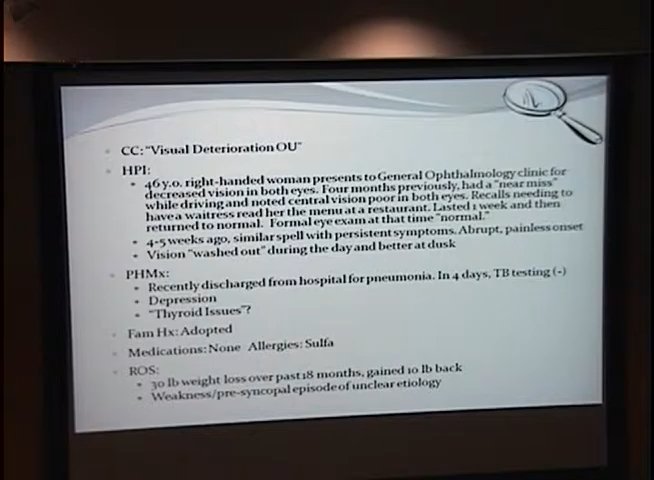 CC: "Visual Deterioration OU"
HPI:
46 y.o. right-handed woman presents to General Ophthalmology clinic for
decreased vision in both eyes. Four months previously, had a "near miss"
while driving and noted central vision poor in both eyes. Recalls needing to
have a waitress read her the menu at a restaurant. Lasted 1 week and then
returned to normal. Formal eye exam at that time "normal."
4-5 weeks ago, similar spell with persistent symptoms. Abrupt, painless onset
Vision "washed out" during the day and better at dusk
PHMx:
Recently discharged from hospital for pneumonia. In 4 days, TB testing (-)
Depression
"Thyroid Issues"?
Fam Hx: Adopted
Medications: None Allergies: Sulfa
ROS:
30 lb weight loss over past 18 months, gained 10 lb back
Weakness/pre-syncopal episode of unclear etiology